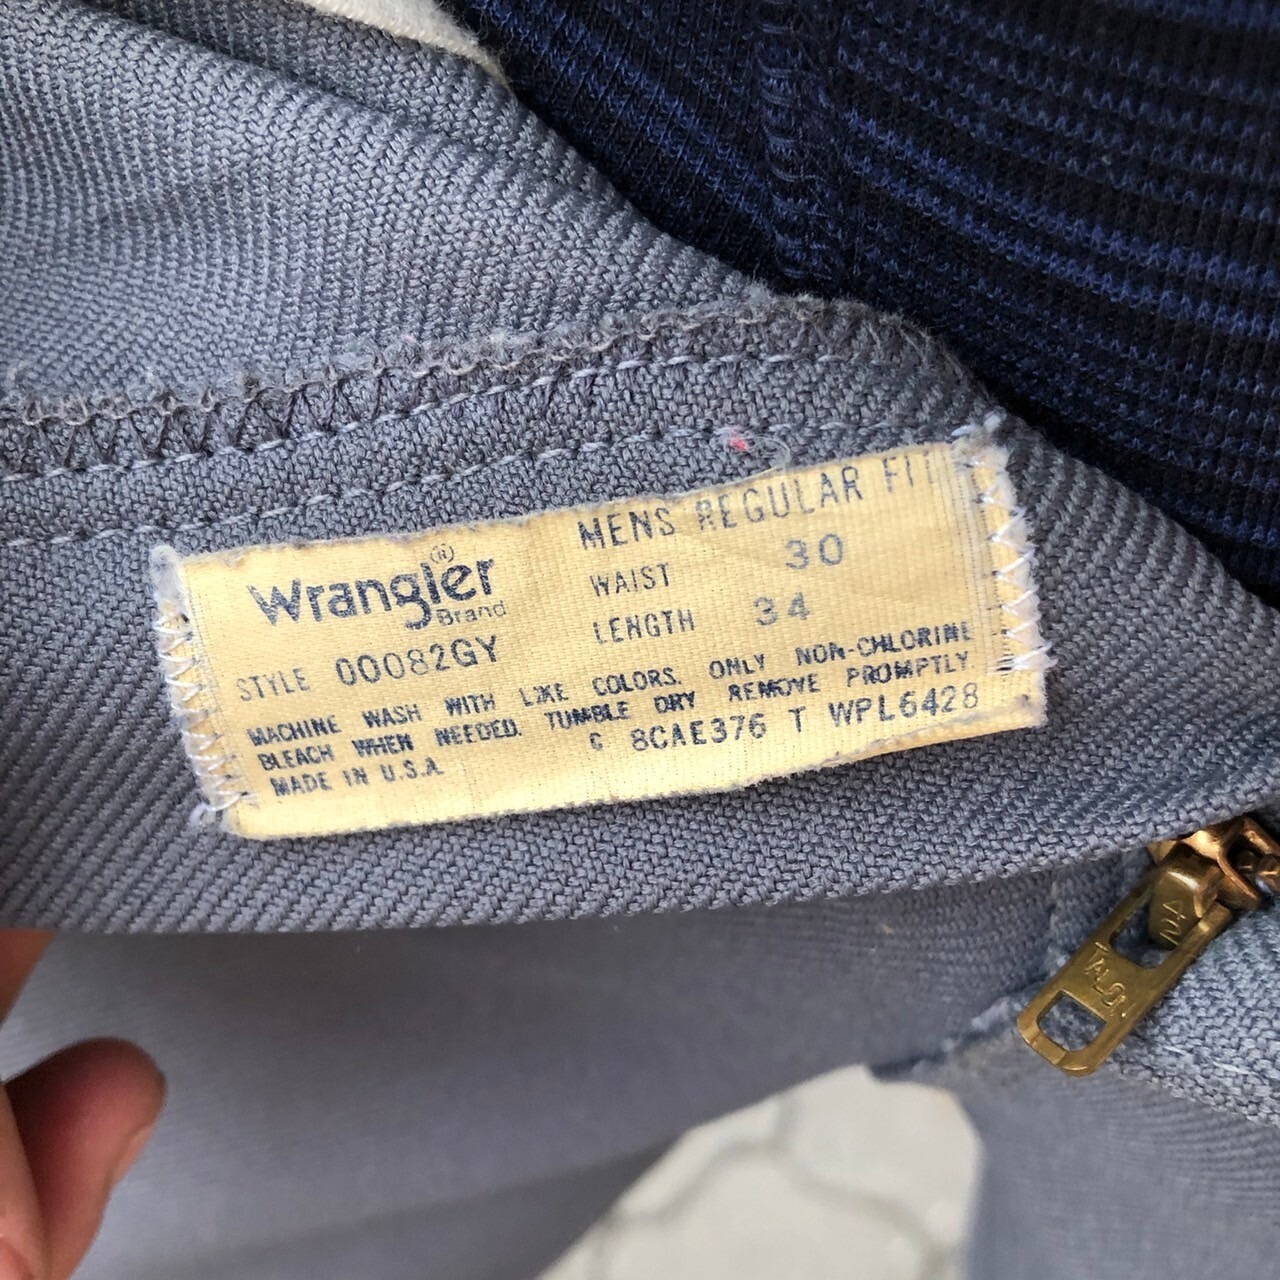 Wrangler®
Brand
STYLE 00082GY
MENS REGULAR FIT
WAIST 30
LENGTH 34
MACHINE WASH WITH LIKE COLORS. ONLY NON-CHLORINE
BLEACH WHEN NEEDED. TUMBLE DRY REMOVE PROMPTLY
MADE IN U.S.A. C 8CAE376 T WPL6428
42
TALON